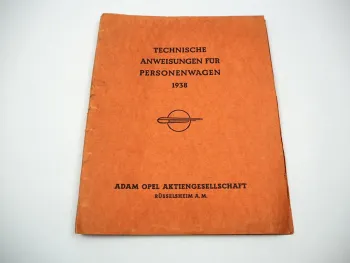 TECHNISCHE
ANWEISUNGEN FÜR
PERSONENWAGEN
1938
ADAM OPEL AKTIENGESELLSCHAFT
RÜSSELSHEIM A. M.